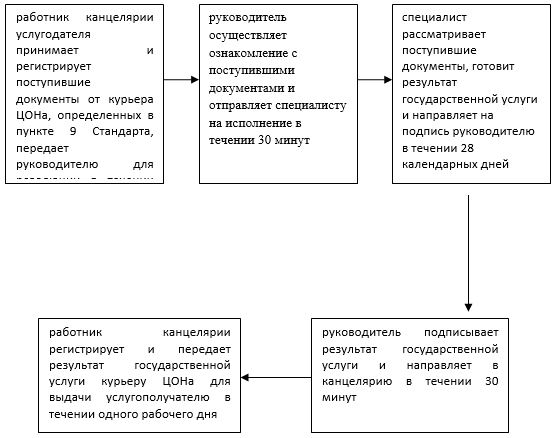 работник канцелярии
услугодателя
принимает и
регистрирует
поступившие
документы от курьера
ЦОНа, определенных в
пункте 9 Стандарта,
передает
руководителю для
руководитель
осуществляет
ознакомление с
поступившими
документами и
отправляет специалисту
на исполнение в
течении 30 минут
специалист
рассматривает
поступившие
документы, готовит
результат
государственной услуги
и направляет на
подпись руководителю
в течении 28
календарных дней
руководитель подписывает
результат государственной
услуги и направляет в
канцелярию в течении 30
минут
работник канцелярии
регистрирует и передает
результат государственной
услуги курьеру ЦОНа для
выдачи услугополучателю в
течении одного рабочего дня